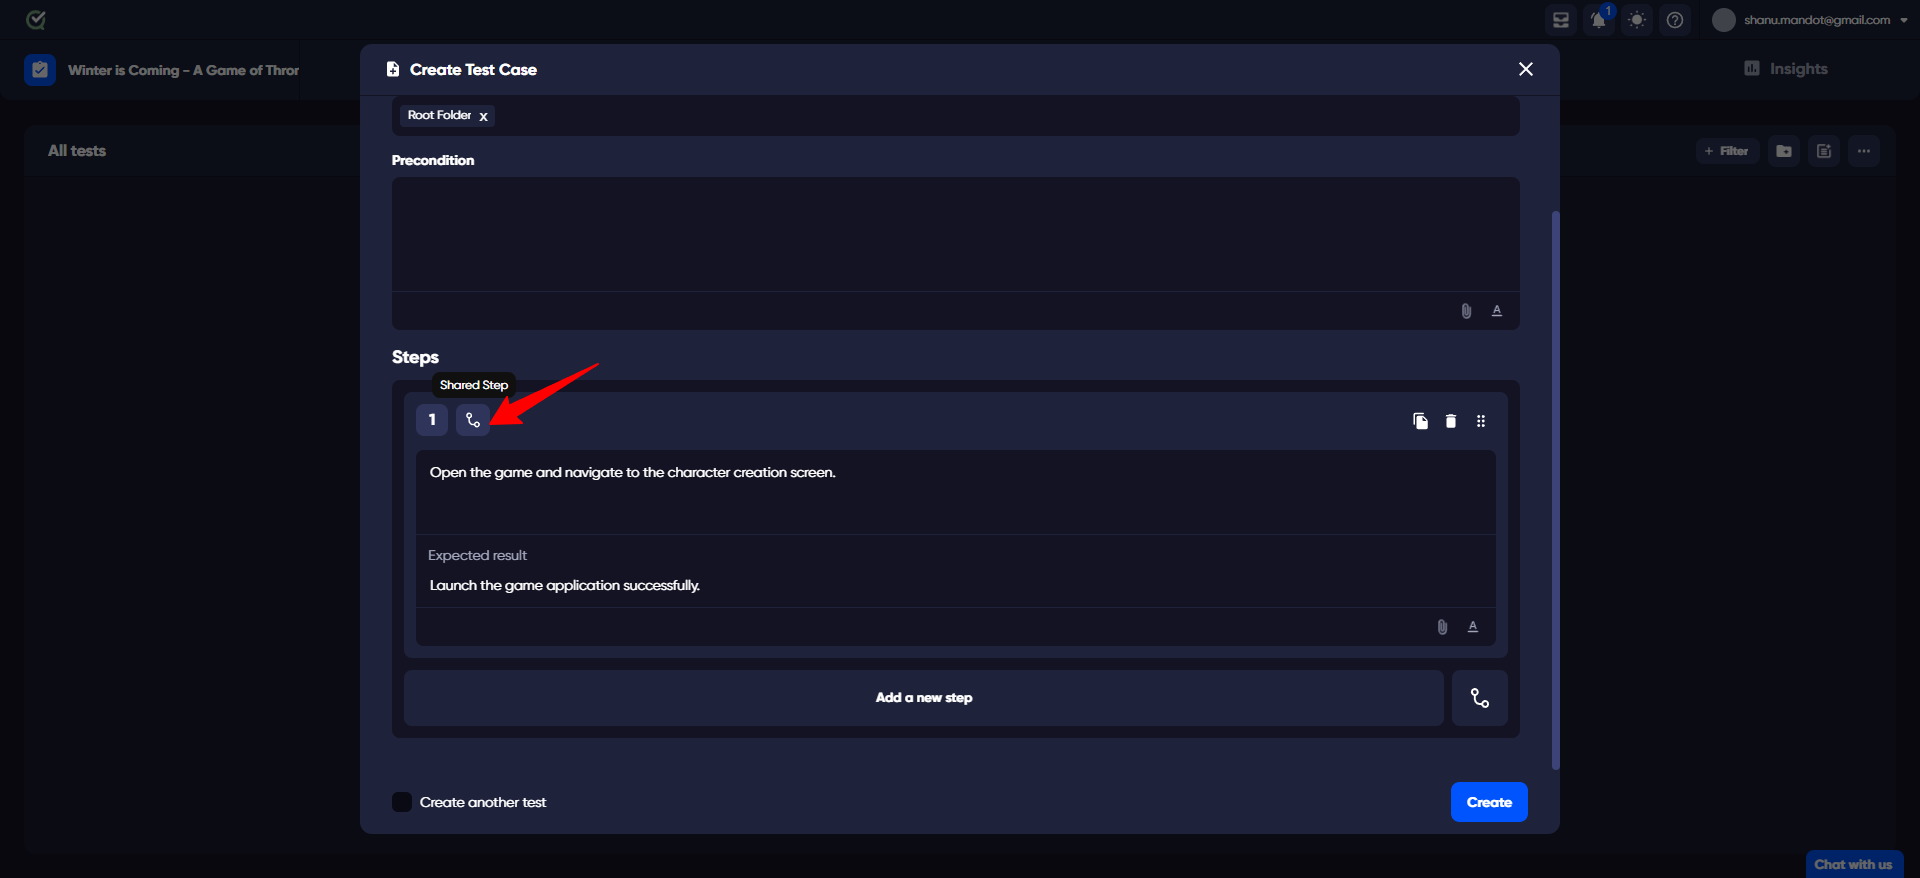 1
shanu.mandot@gmail.com
Winter is Coming - A Game of Thror
Create Test Case
Insights
Root Folder x
All tests
+ Filter
Precondition
A
Steps
Shared Step
1
Open the game and navigate to the character creation screen.
Expected result
Launch the game application successfully.
A
Add a new step
Create another test
Create
Chat with us